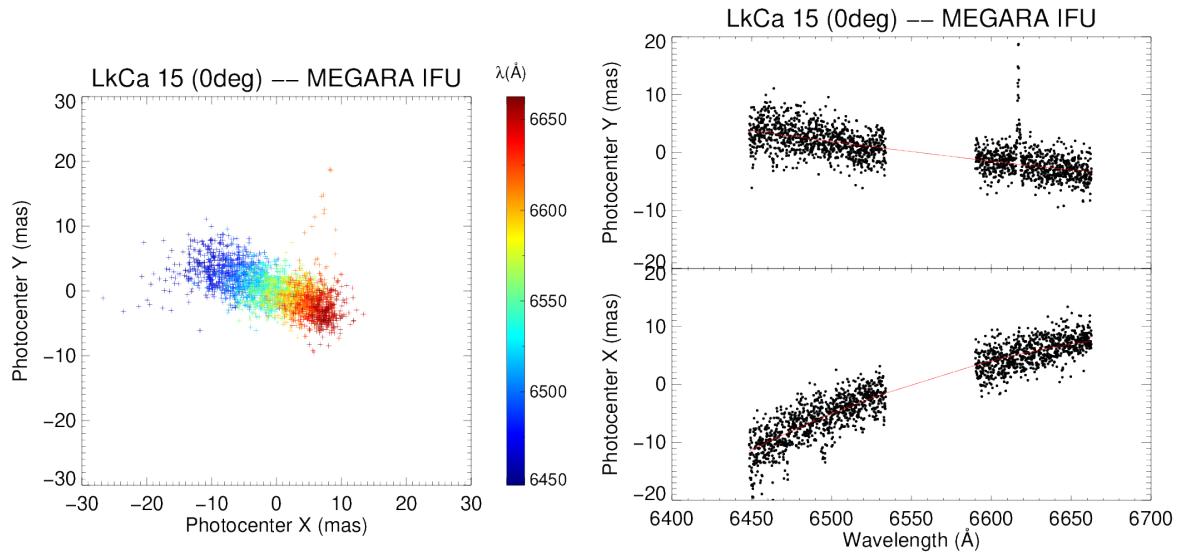 LkCa 15 (0deg) −− MEGARA IFU
λ(Å)
30
20
10
0
−10
−20
−30
Photocenter Y (mas)
−30 −20 −10 0 10 20 30
Photocenter X (mas)
6650
6600
6550
6500
6450
LkCa 15 (0deg) −− MEGARA IFU
20
10
0
−10
−20
Photocenter Y (mas)
20
10
0
−10
−20
Photocenter X (mas)
6400 6450 6500 6550 6600 6650 6700
Wavelength (Å)